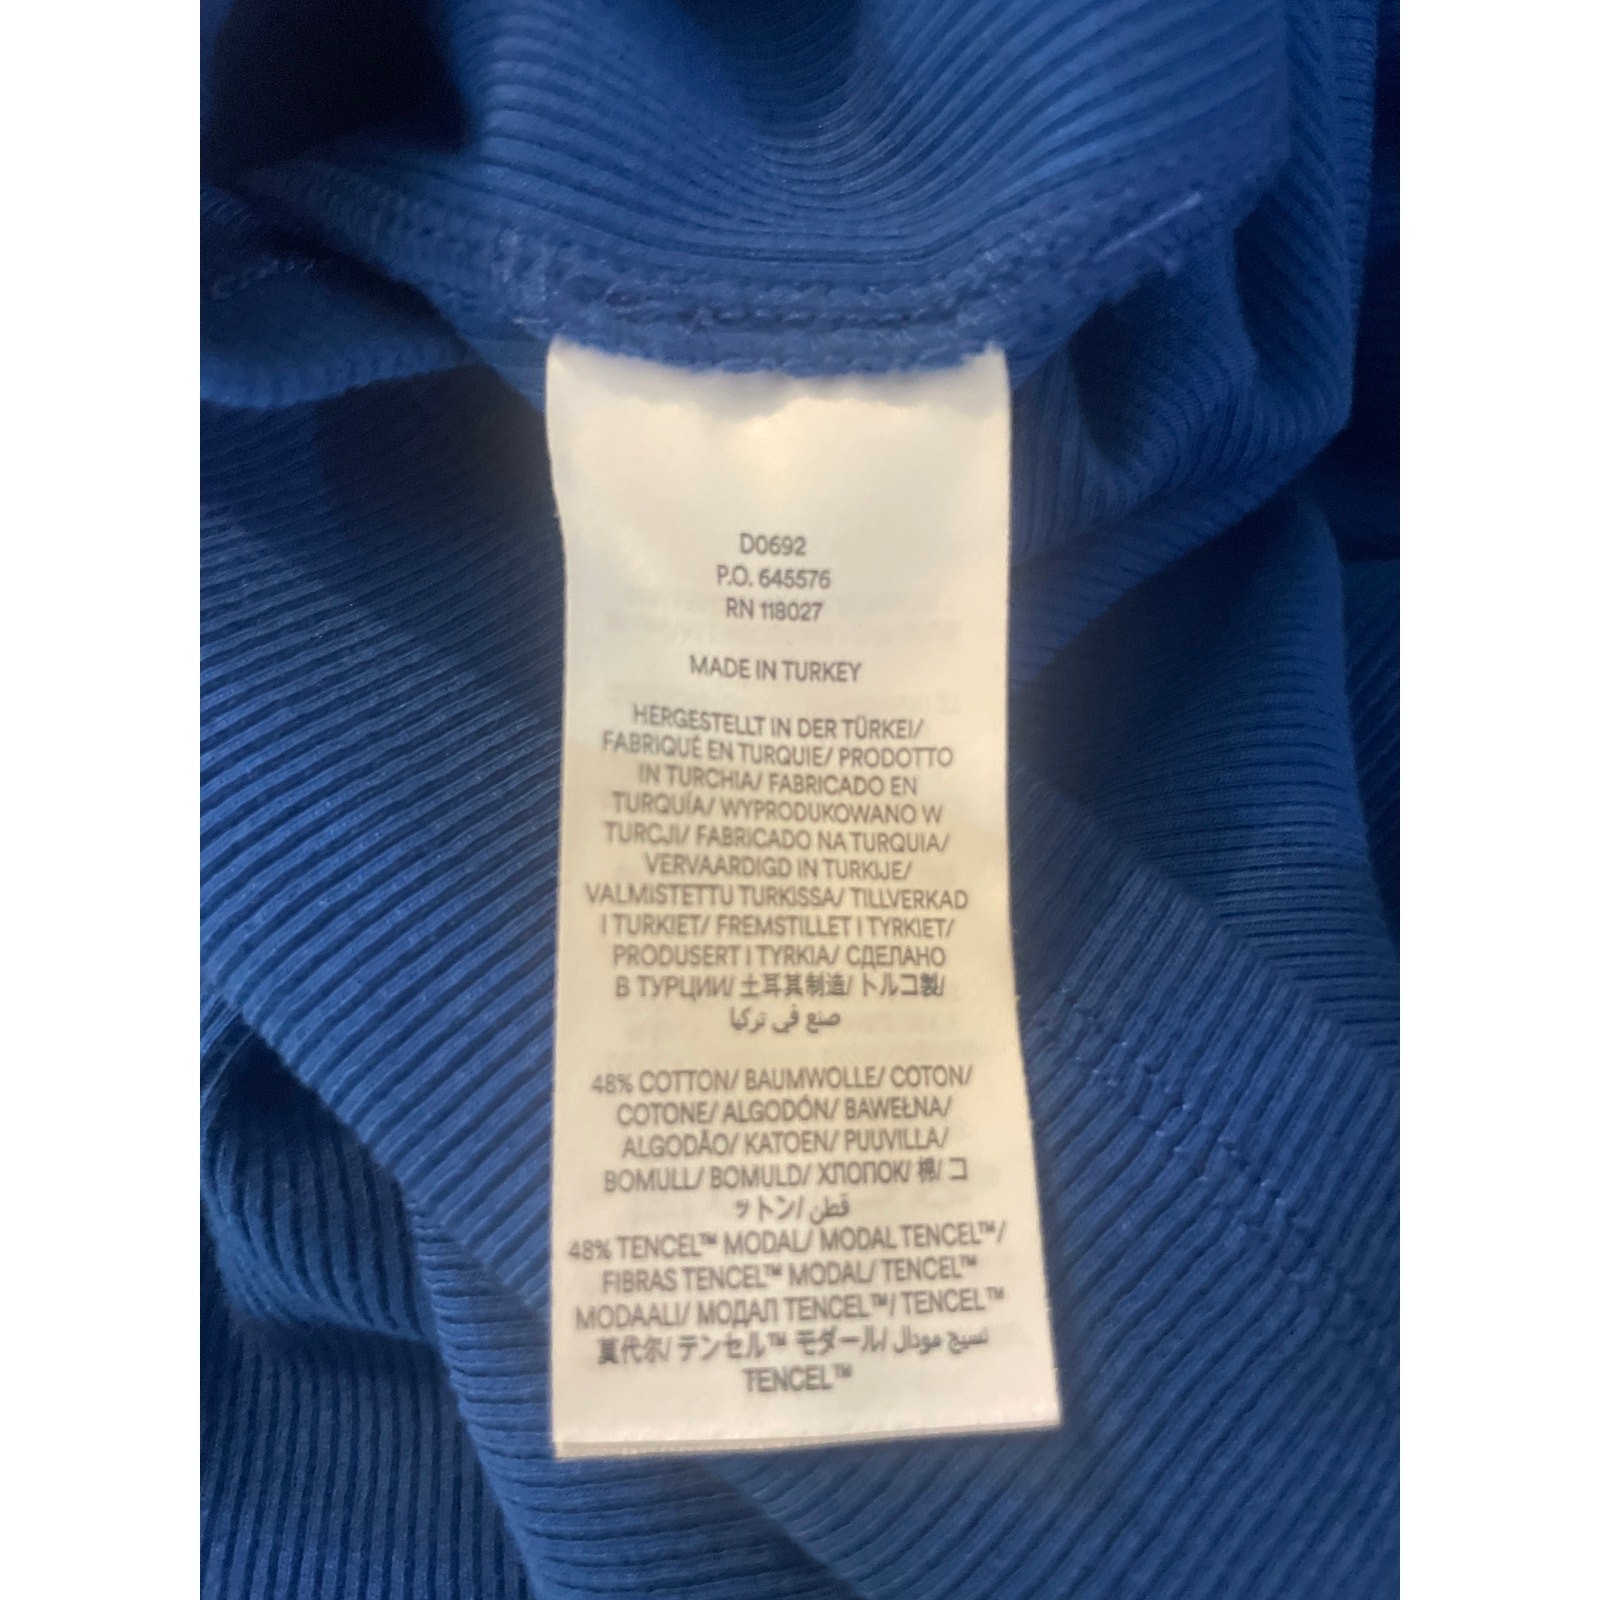 D0692
P.O. 645576
RN 118027
MADE IN TURKEY
HERGESTELLT IN DER TÜRKEI/
FABRIQUÉ EN TURQUIE/ PRODOTTO
IN TURCHIA/ FABRICADO EN
TURQUÍA/ WYPRODUKOWANO W
TURCJI/ FABRICADO NA TURQUIA/
VERVAARDIGD IN TURKIJE/
VALMISTETTU TURKISSA/ TILLVERKAD
I TURKIET/ FREMSTILLET I TYRKIET/
PRODUSERT I TYRKIA/ СДЕЛАНО
В ТУРЦИИ/ 土耳其制造/ トルコ製/
صنع في تركيا
48% COTTON/ BAUMWOLLE/ COTON/
COTONE/ ALGODÓN/ BAWEŁNA/
ALGODÃO/ KATOEN/ PUUVILLA/
BOMULL/ BOMULD/ ХЛОПОК/ 棉/ コ
ットン/ قطن
48% TENCEL™ MODAL/ MODAL TENCEL™/
FIBRAS TENCEL™ MODAL/ TENCEL™
MODAALI/ МОДАЛ TENCEL™/ TENCEL™
莫代尔/ テンセル™ モダール/ نسيج مودال
TENCEL™